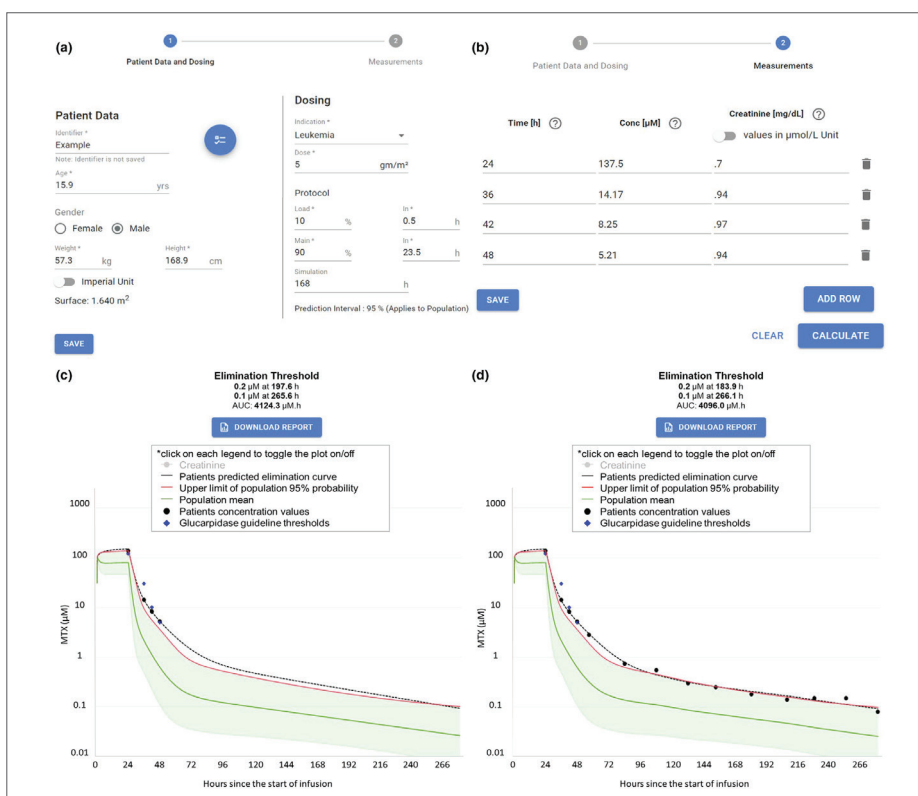 (a)
1
2
Patient Data and Dosing
Measurements
Patient Data
Identifier *
Example
Note: Identifier is not saved
Age *
15.9 yrs
Gender
Female Male
Weight * Height *
57.3 kg 168.9 cm
Imperial Unit
Surface: 1.640 m²
SAVE
Dosing
Indication *
Leukemia
Dose *
5 gm/m²
Protocol
Load * In *
10 % 0.5 h
Main * In *
90 % 23.5 h
Simulation
168 h
Prediction Interval : 95 % (Applies to Population)
(b)
1
2
Patient Data and Dosing
Measurements
Time [h] ? Conc [µM] ? Creatinine [mg/dL] ?
values in µmol/L Unit
24 137.5 .7
36 14.17 .94
42 8.25 .97
48 5.21 .94
SAVE
ADD ROW
CLEAR CALCULATE
(c)
Elimination Threshold
0.2 µM at 197.6 h
0.1 µM at 265.6 h
AUC: 4124.3 µM.h
DOWNLOAD REPORT
*click on each legend to toggle the plot on/off
Creatinine
Patients predicted elimination curve
Upper limit of population 95% probability
Population mean
Patients concentration values
Glucarpidase guideline thresholds
1000
100
10
1
0.1
0.01
MTX (µM)
0 24 48 72 96 120 144 168 192 216 240 266
Hours since the start of infusion
(d)
Elimination Threshold
0.2 µM at 183.9 h
0.1 µM at 266.1 h
AUC: 4096.0 µM.h
DOWNLOAD REPORT
*click on each legend to toggle the plot on/off
Creatinine
Patients predicted elimination curve
Upper limit of population 95% probability
Population mean
Patients concentration values
Glucarpidase guideline thresholds
1000
100
10
1
0.1
0.01
MTX (µM)
0 24 48 72 96 120 144 168 192 216 240 266
Hours since the start of infusion